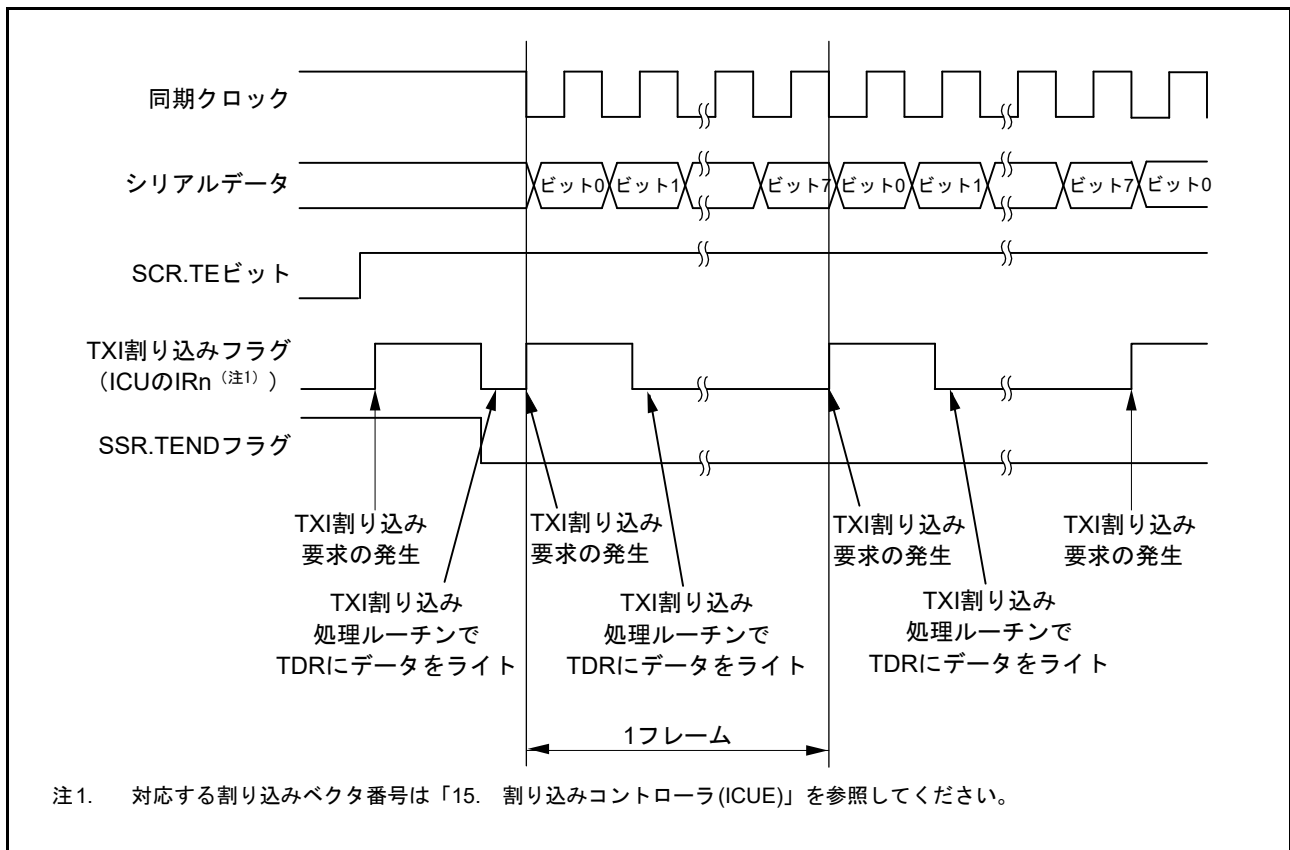 同期クロック
シリアルデータ
ビット0 ビット1 ビット7 ビット0 ビット1 ビット7 ビット0
SCR.TEビット
TXI割り込みフラグ
(ICUのIRn(注1))
SSR.TENDフラグ
TXI割り込み
要求の発生
TXI割り込み
要求の発生
TXI割り込み
要求の発生
TXI割り込み
要求の発生
TXI割り込み
処理ルーチンで
TDRにデータをライト
TXI割り込み
処理ルーチンで
TDRにデータをライト
TXI割り込み
処理ルーチンで
TDRにデータをライト
1フレーム
注1. 対応する割り込みベクタ番号は「15. 割り込みコントローラ(ICUE)」を参照してください。